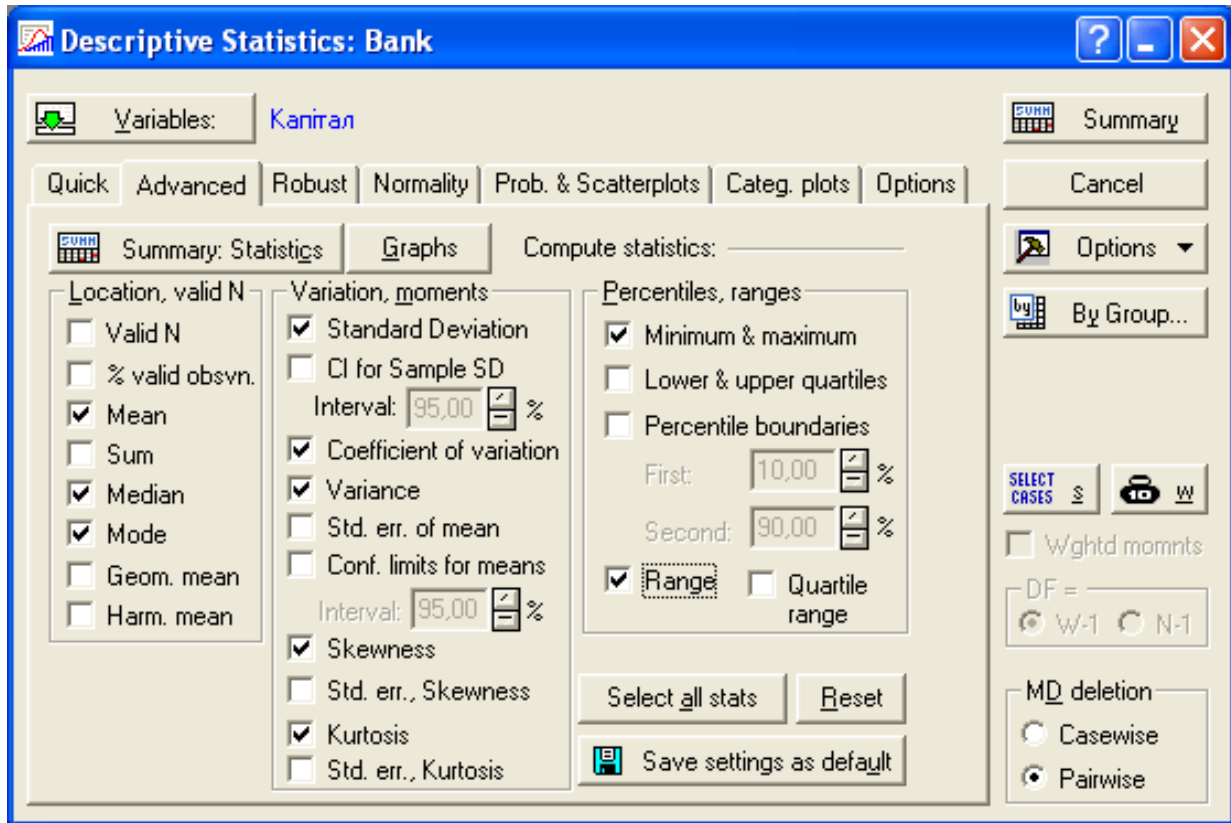 Descriptive Statistics: Bank
Variables: Капітал
Summary
Quick Advanced Robust Normality Prob. & Scatterplots Categ. plots Options
Cancel
Summary: Statistics Graphs Compute statistics:
Options
By Group...
Location, valid N
Valid N
% valid obsvn.
Mean
Sum
Median
Mode
Geom. mean
Harm. mean
Variation, moments
Standard Deviation
CI for Sample SD
Interval: 95,00 %
Coefficient of variation
Variance
Std. err. of mean
Conf. limits for means
Interval: 95,00 %
Skewness
Std. err., Skewness
Kurtosis
Std. err., Kurtosis
Percentiles, ranges
Minimum & maximum
Lower & upper quartiles
Percentile boundaries
First: 10,00 %
Second: 90,00 %
Range Quartile
range
Select all stats Reset
Save settings as default
SELECT
CASES S W
Wghtd momnts
DF =
W-1 N-1
MD deletion
Casewise
Pairwise